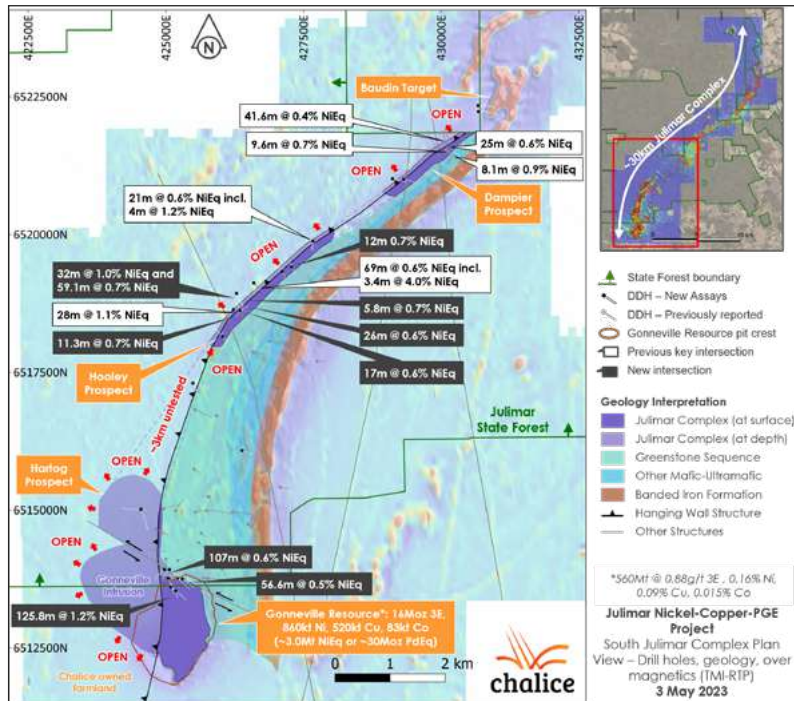 422500E
425000E
427500E
430000E
432500E
6522500N
6520000N
6517500N
6515000N
6512500N
N
Baudin Target
OPEN
41.6m @ 0.4% NiEq
9.6m @ 0.7% NiEq
OPEN
25m @ 0.6% NiEq
8.1m @ 0.9% NiEq
Dampier
Prospect
21m @ 0.6% NiEq incl.
4m @ 1.2% NiEq
OPEN
12m 0.7% NiEq
32m @ 1.0% NiEq and
59.1m @ 0.7% NiEq
69m @ 0.6% NiEq incl.
3.4m @ 4.0% NiEq
28m @ 1.1% NiEq
5.8m @ 0.7% NiEq
11.3m @ 0.7% NiEq
26m @ 0.6% NiEq
17m @ 0.6% NiEq
Hooley
Prospect
OPEN
~3km untested
Julimar
State Forest
OPEN
Hartog
Prospect
OPEN
OPEN
107m @ 0.6% NiEq
Gonneville
Intrusion
56.6m @ 0.5% NiEq
125.8m @ 1.2% NiEq
Gonneville Resource*: 16Moz 3E,
860kt Ni, 520kt Cu, 83kt Co
(~3.0Mt NiEq or ~30Moz PdEq)
OPEN
Chalice owned
farmland
0 1 2 km
chalice
~30km Julimar Complex
State Forest boundary
DDH – New Assays
DDH – Previously reported
Gonneville Resource pit crest
Previous key intersection
New intersection
Geology Interpretation
Julimar Complex (at surface)
Julimar Complex (at depth)
Greenstone Sequence
Other Mafic-Ultramafic
Banded Iron Formation
Hanging Wall Structure
Other Structures
*560Mt @ 0.88g/t 3E , 0.16% Ni,
0.09% Cu, 0.015% Co
Julimar Nickel-Copper-PGE
Project
South Julimar Complex Plan
View – Drill holes, geology, over
magnetics (TMI-RTP)
3 May 2023